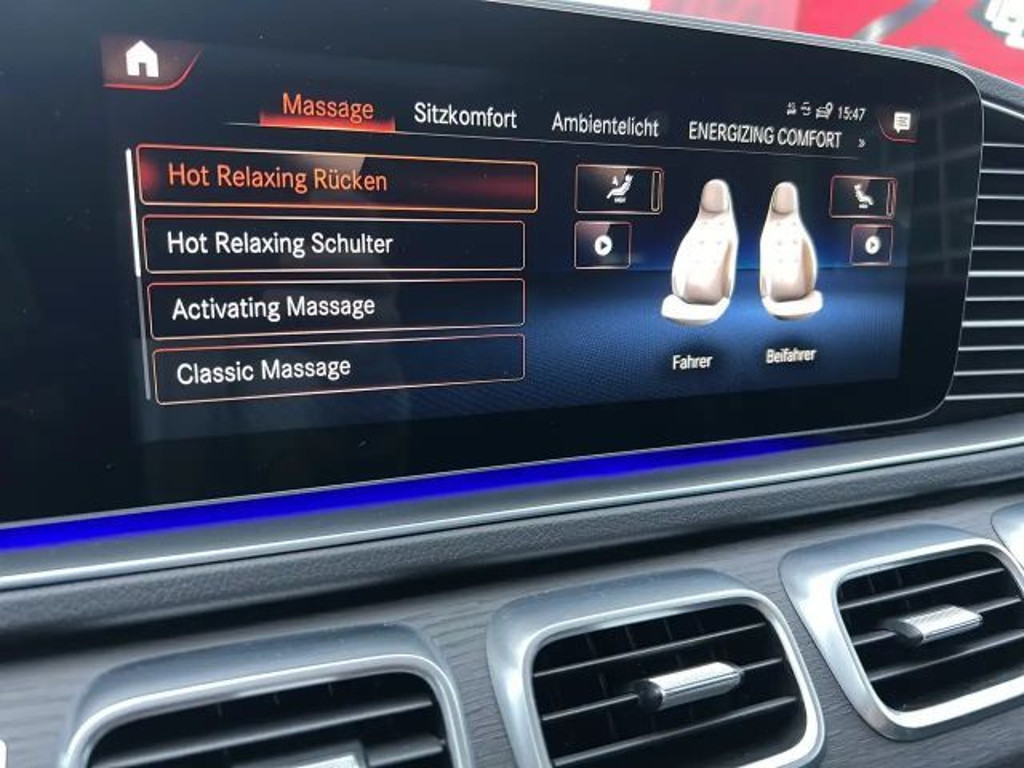 15:47
Massage Sitzkomfort Ambientelicht ENERGIZING COMFORT »
Hot Relaxing Rücken
Hot Relaxing Schulter
Activating Massage
Classic Massage
Fahrer Beifahrer